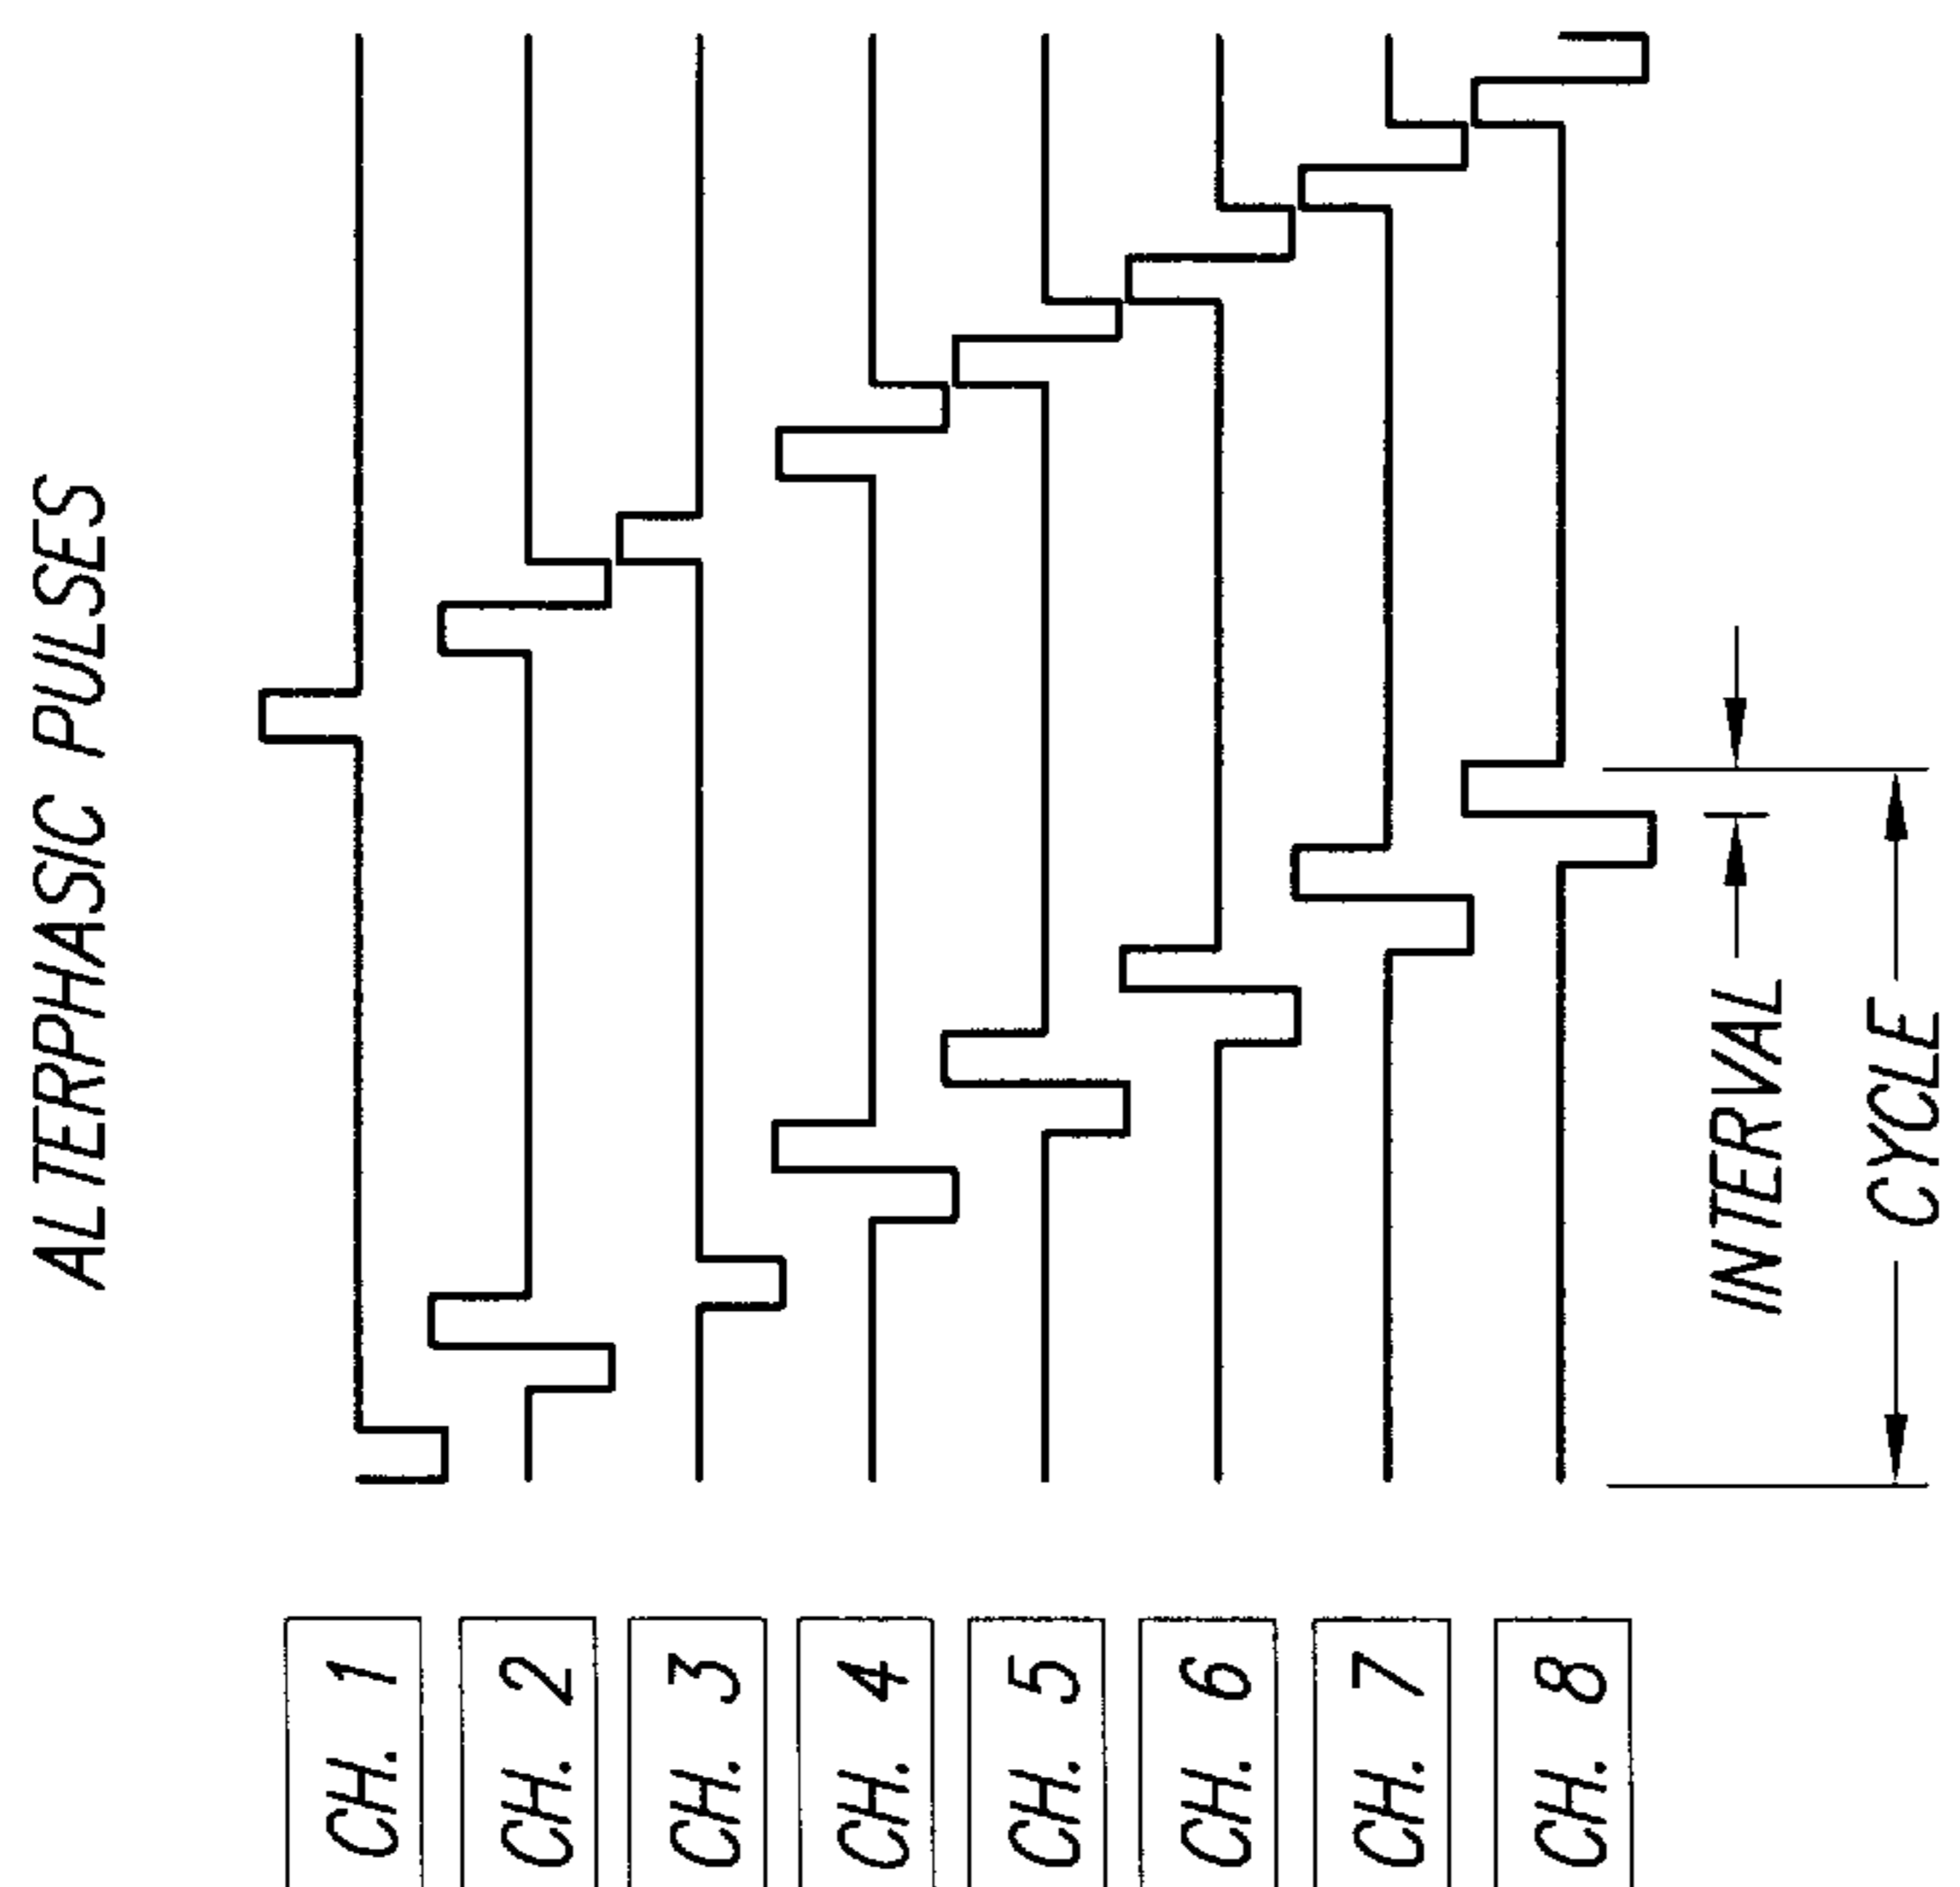 ALTERPHASIC PULSES
CH. 1
CH. 2
CH. 3
CH. 4
CH. 5
CH. 6
CH. 7
CH. 8
INTERVAL
CYCLE